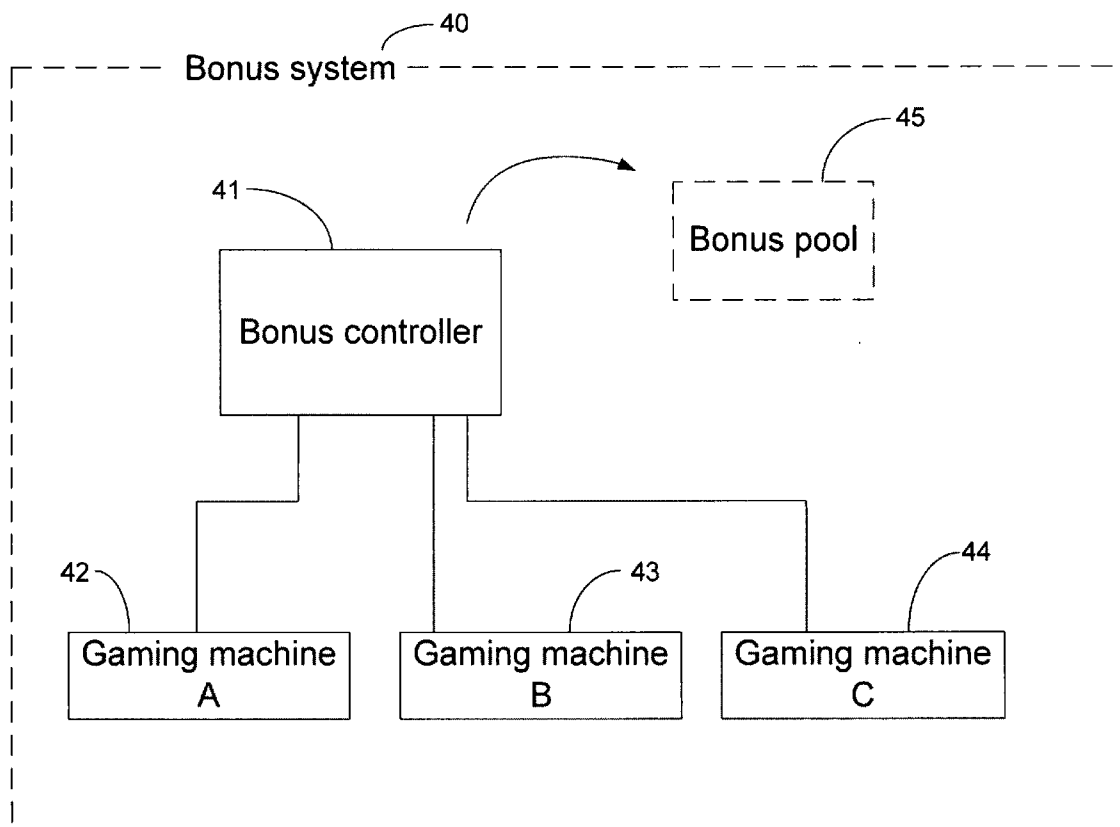 40
Bonus system
45
41
Bonus pool
Bonus controller
42
43
44
Gaming machine
A
Gaming machine
B
Gaming machine
C